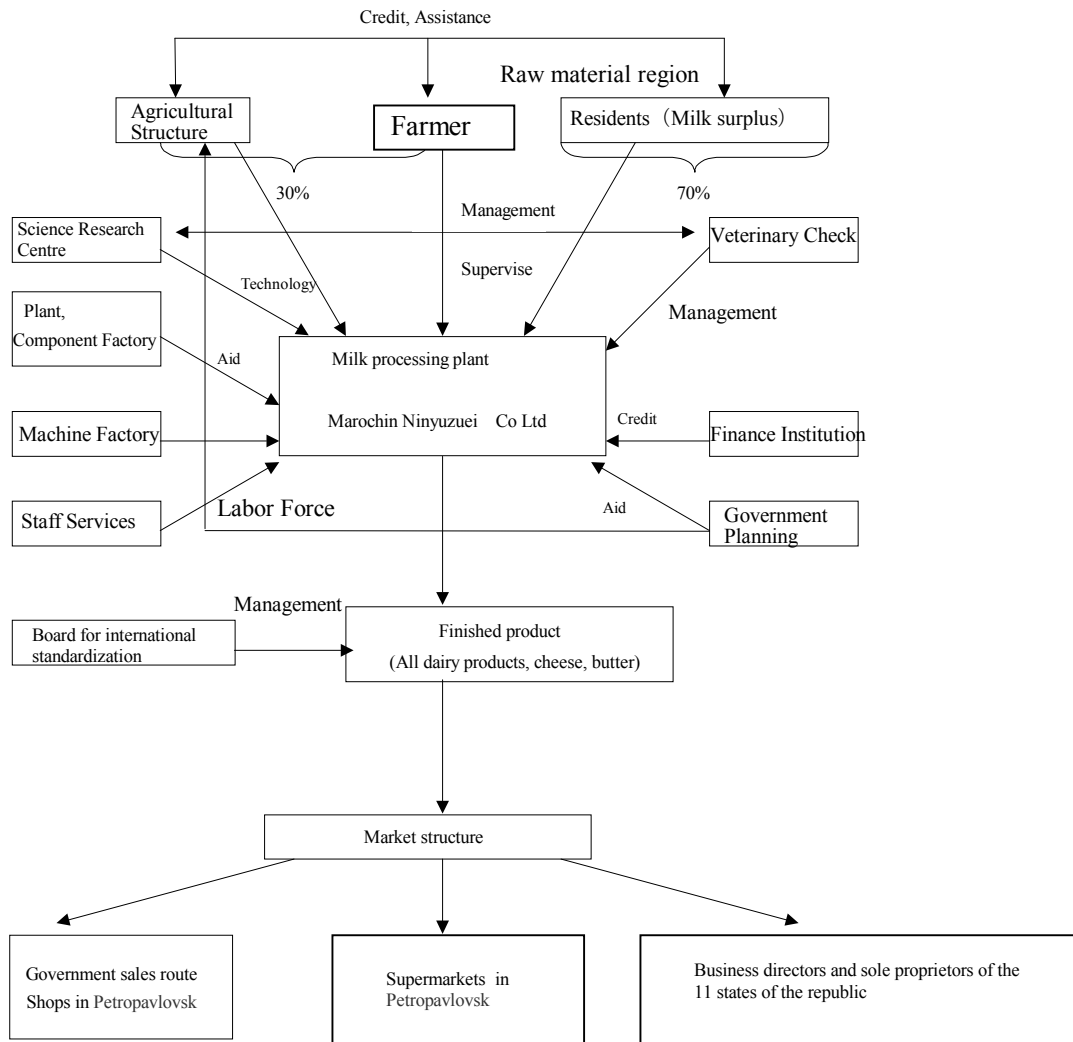 Credit, Assistance
Raw material region
Agricultural
Structure
Farmer
Residents（Milk surplus）
30%
70%
Management
Science Research
Centre
Veterinary Check
Supervise
Technology
Management
Plant,
Component Factory
Aid
Milk processing plant
Marochin Ninyuzuei Co Ltd
Machine Factory
Credit
Finance Institution
Labor Force
Aid
Staff Services
Government
Planning
Management
Board for international
standardization
Finished product
(All dairy products, cheese, butter)
Market structure
Government sales route
Shops in Petropavlovsk
Supermarkets in
Petropavlovsk
Business directors and sole proprietors of the
11 states of the republic